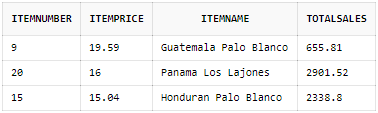 ITEMNUMBER ITEMPRICE ITEMNAME TOTALSALES
9 19.59 Guatemala Palo Blanco 655.81
20 16 Panama Los Lajones 2901.52
15 15.04 Honduran Palo Blanco 2338.8